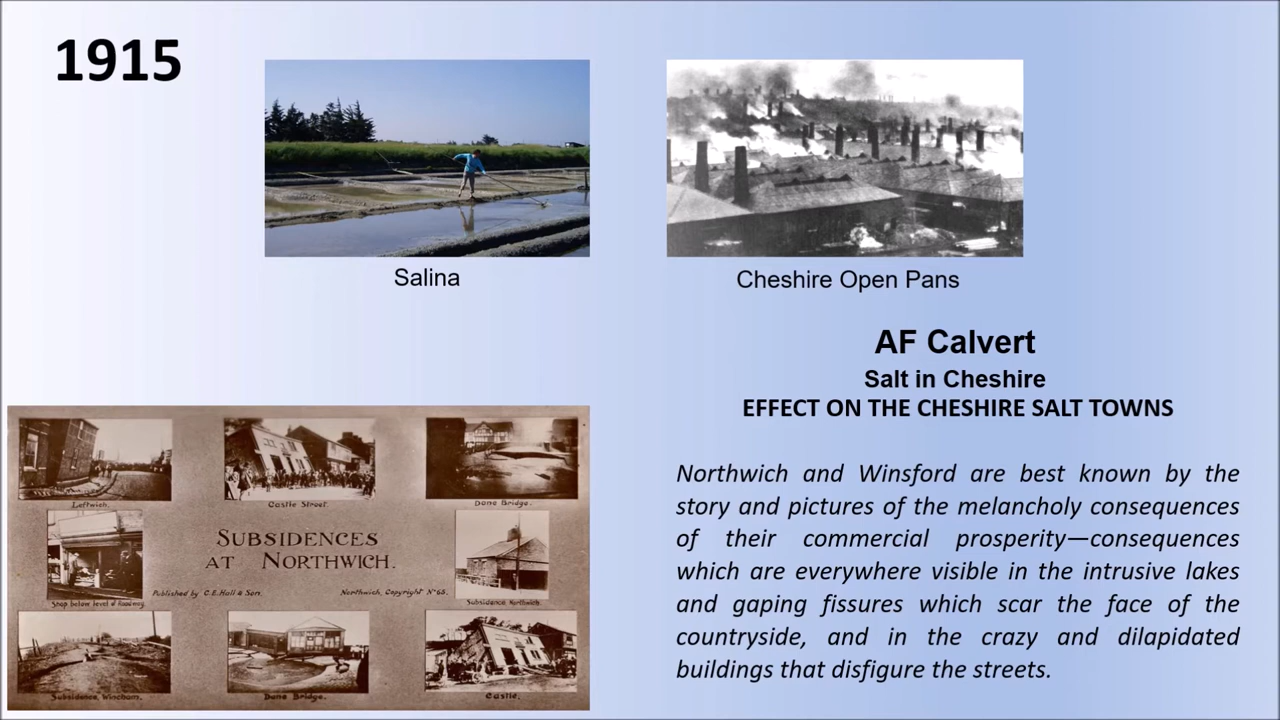 1915
Salina
Cheshire Open Pans
AF Calvert
Salt in Cheshire
EFFECT ON THE CHESHIRE SALT TOWNS
Northwich and Winsford are best known by the
story and pictures of the melancholy consequences
of their commercial prosperity—consequences
which are everywhere visible in the intrusive lakes
and gaping fissures which scar the face of the
countryside, and in the crazy and dilapidated
buildings that disfigure the streets.
Leftwich.
Castle Street.
Dane Bridge.
SUBSIDENCES
AT NORTHWICH.
Shop below level of Roadway.
Published by C.E.Hall & Son.
Northwich, Copyright Nº65.
Subsidence Northwich.
Subsidence, Wincham.
Dane Bridge.
Castle.